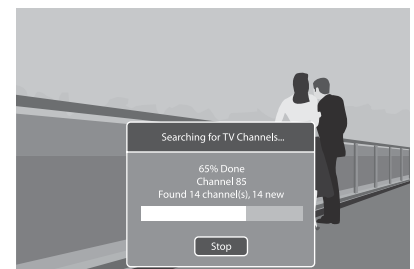 Searching for TV Channels...
65% Done
Channel 85
Found 14 channel(s), 14 new
Stop